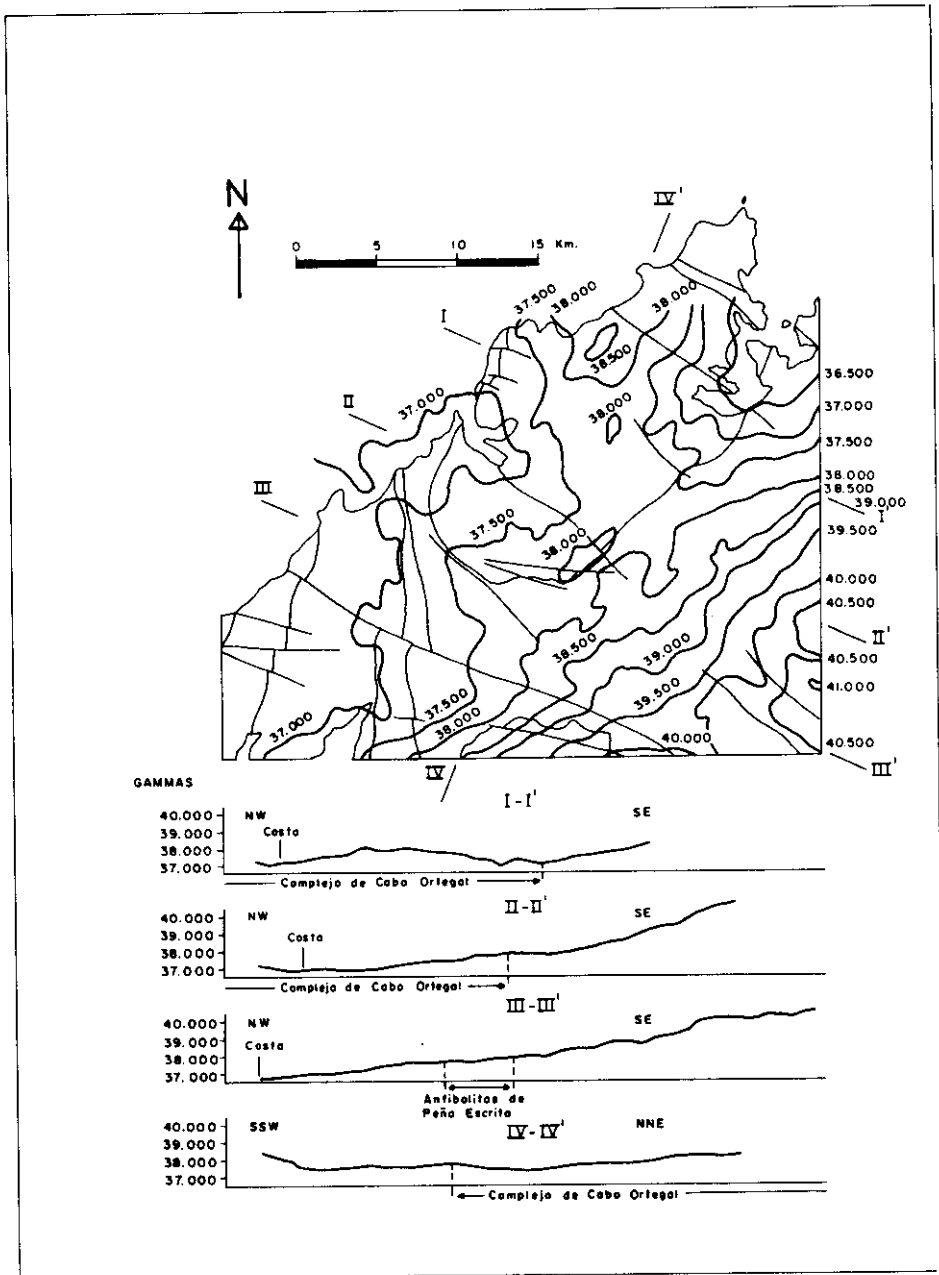 N
IV'
0 5 10 15 Km.
37.500
38.000
38.000
I
38.500
36.500
II
37.000
37.000
38.000
37.500
III
38.000
38.500
39.000
I'
37.500
38.000
39.500
40.000
40.500
II'
38.500
39.000
40.500
41.000
39.500
37.000
37.500
38.000
40.000
40.500
IV
III'
GAMMAS
I-I'
40.000 NW SE
39.000 Costa
38.000
37.000
Complejo de Cabo Ortegal
II-II'
40.000 NW SE
39.000 Costa
38.000
37.000
Complejo de Cabo Ortegal
III-III'
40.000 NW SE
39.000 Costa
38.000
37.000
Anfibolitas de
Peña Escrita
IV-IV'
40.000 SSW NNE
39.000
38.000
37.000
Complejo de Cabo Ortegal